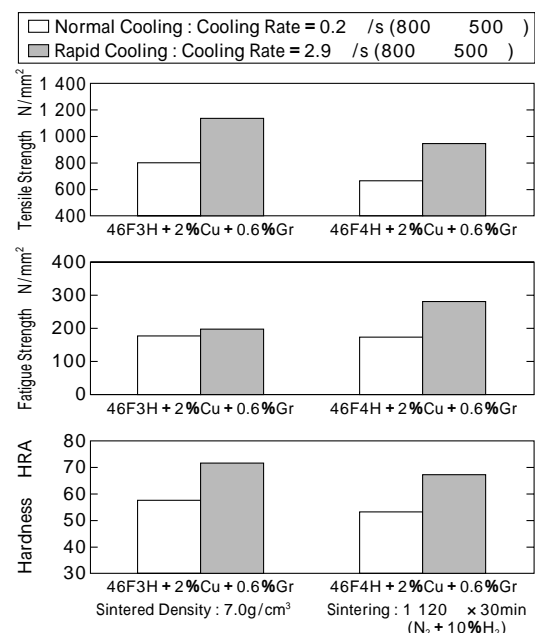 Normal Cooling : Cooling Rate = 0.2 /s (800 500 )
Rapid Cooling : Cooling Rate = 2.9 /s (800 500 )
Tensile Strength N/mm²
1 400
1 200
1 000
800
600
400
46F3H + 2%Cu + 0.6%Gr 46F4H + 2%Cu + 0.6%Gr
Fatigue Strength N/mm²
400
300
200
100
0
46F3H + 2%Cu + 0.6%Gr 46F4H + 2%Cu + 0.6%Gr
Hardness HRA
80
70
60
50
40
30
46F3H + 2%Cu + 0.6%Gr 46F4H + 2%Cu + 0.6%Gr
Sintered Density : 7.0g/cm³ Sintering : 1 120 × 30min
(N₂ + 10%H₂)